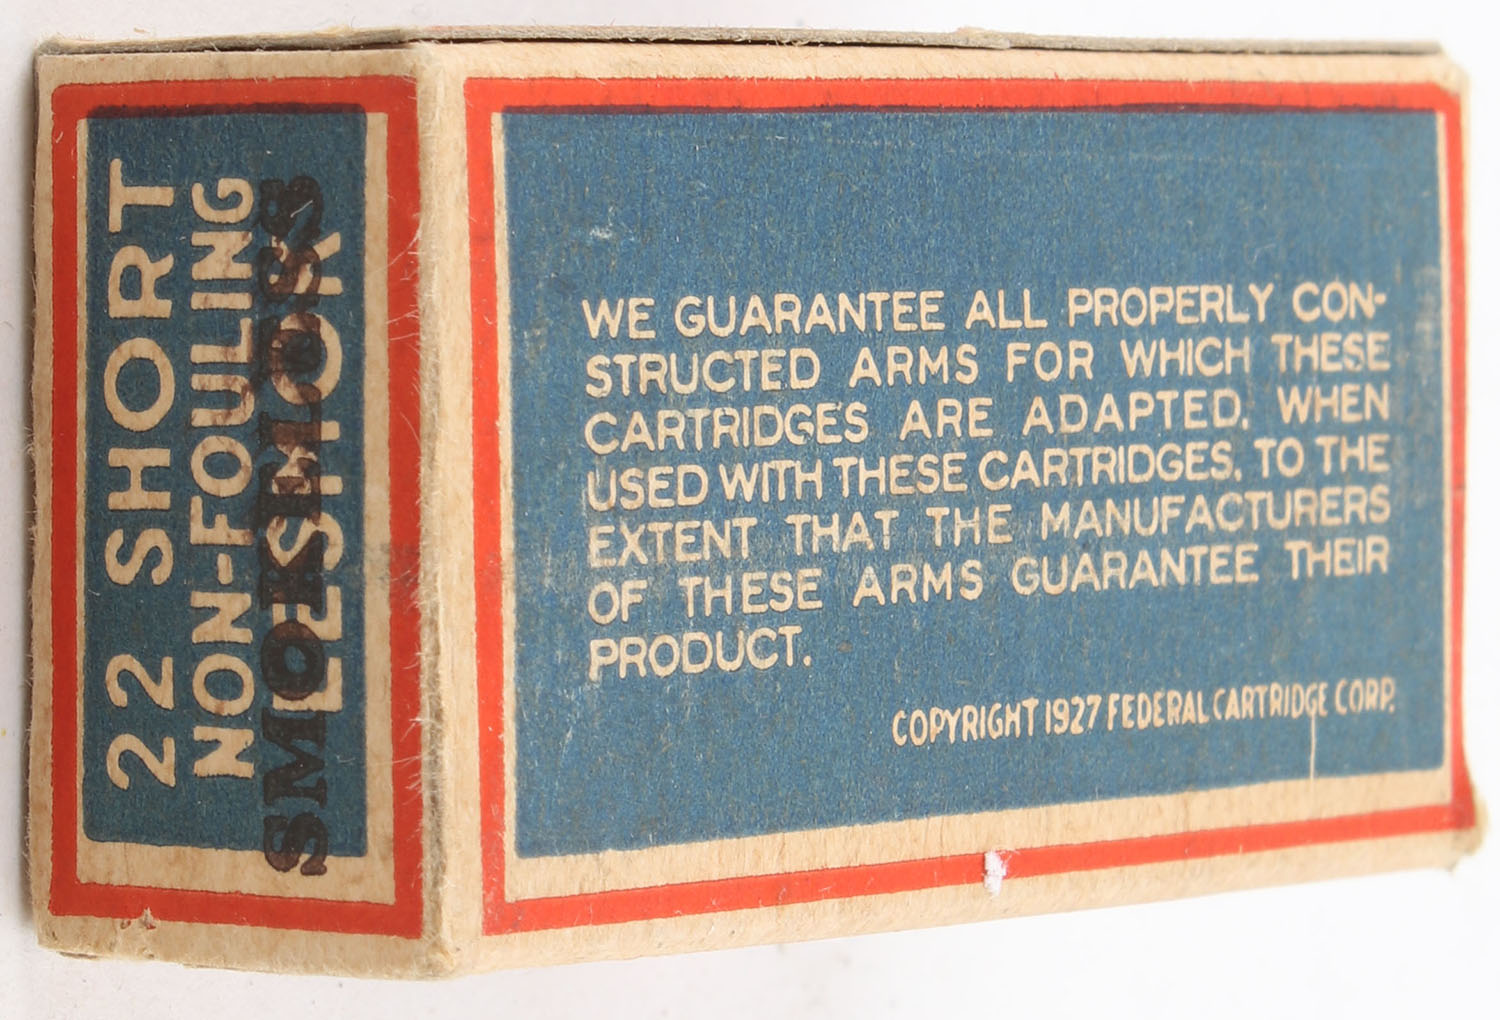 22 SHORT
NON-FOULING
LESMOK
SMOKELESS
WE GUARANTEE ALL PROPERLY CON-
STRUCTED ARMS FOR WHICH THESE
CARTRIDGES ARE ADAPTED, WHEN
USED WITH THESE CARTRIDGES, TO THE
EXTENT THAT THE MANUFACTURERS
OF THESE ARMS GUARANTEE THEIR
PRODUCT.
COPYRIGHT 1927 FEDERAL CARTRIDGE CORP.